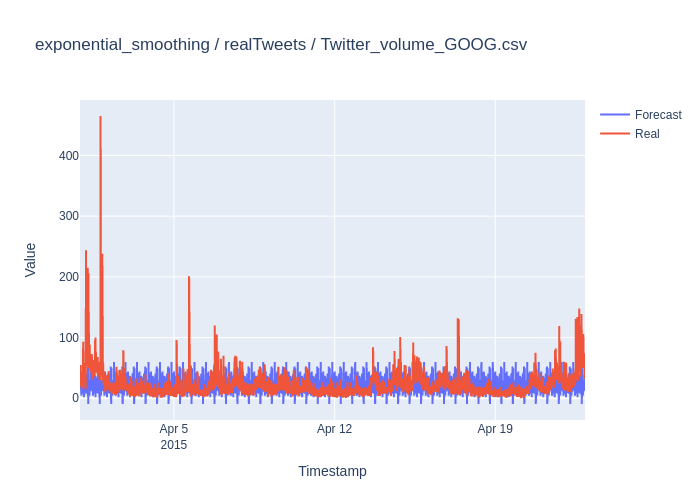 exponential_smoothing / realTweets / Twitter_volume_GOOG.csv
Forecast
Real
Value
400
300
200
100
0
Apr 5
2015
Apr 12
Apr 19
Timestamp